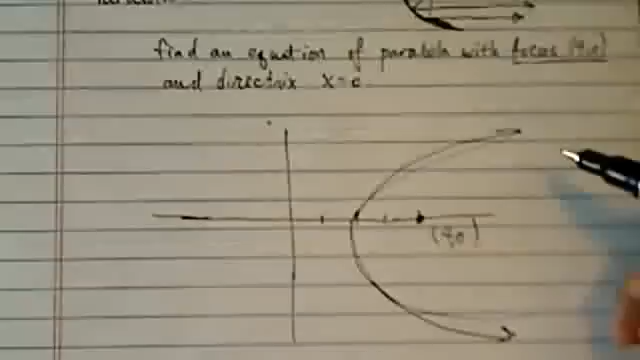 find an equation of parabola with focus (4,0)
and directrix x=0
(4,0)